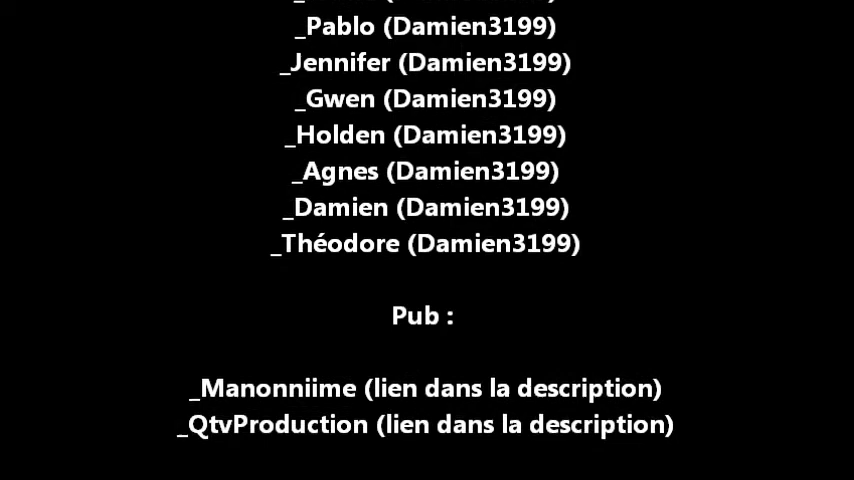 _Pablo (Damien3199)
_Jennifer (Damien3199)
_Gwen (Damien3199)
_Holden (Damien3199)
_Agnes (Damien3199)
_Damien (Damien3199)
_Théodore (Damien3199)
Pub :
_Manonniime (lien dans la description)
_QtvProduction (lien dans la description)